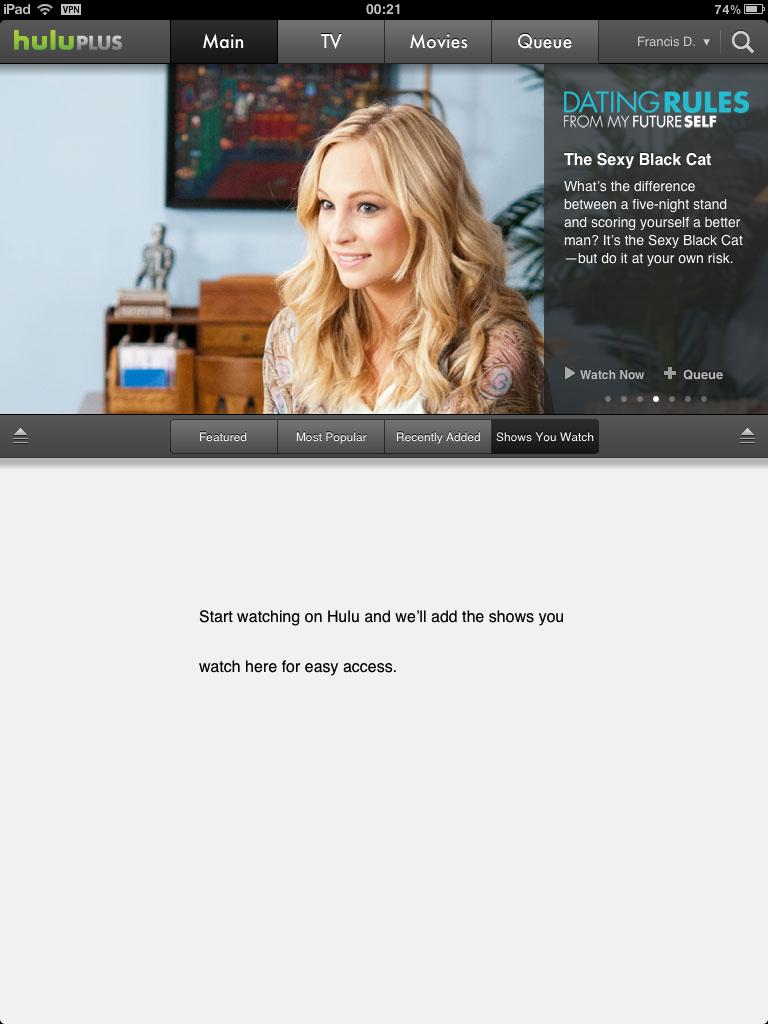 iPad VPN 00:21 74%
huluPLUS Main TV Movies Queue Francis D.
DATING RULES
FROM MY FUTURE SELF
The Sexy Black Cat
What’s the difference
between a five-night stand
and scoring yourself a better
man? It’s the Sexy Black Cat
—but do it at your own risk.
Watch Now Queue
Featured Most Popular Recently Added Shows You Watch
Start watching on Hulu and we’ll add the shows you
watch here for easy access.